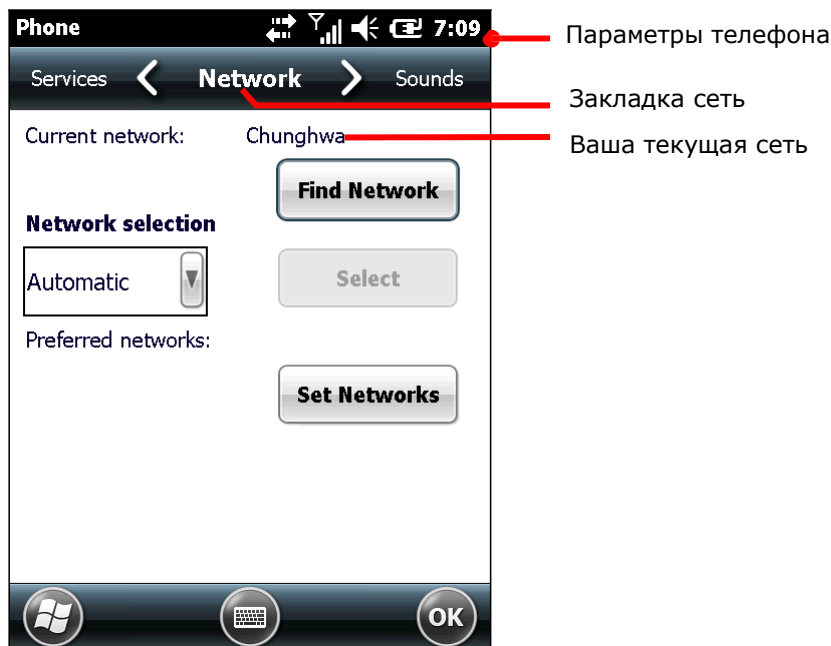 Phone 7:09
Параметры телефона
Services Network Sounds
Закладка сеть
Current network: Chunghwa
Ваша текущая сеть
Find Network
Network selection
Automatic
Select
Preferred networks:
Set Networks
OK